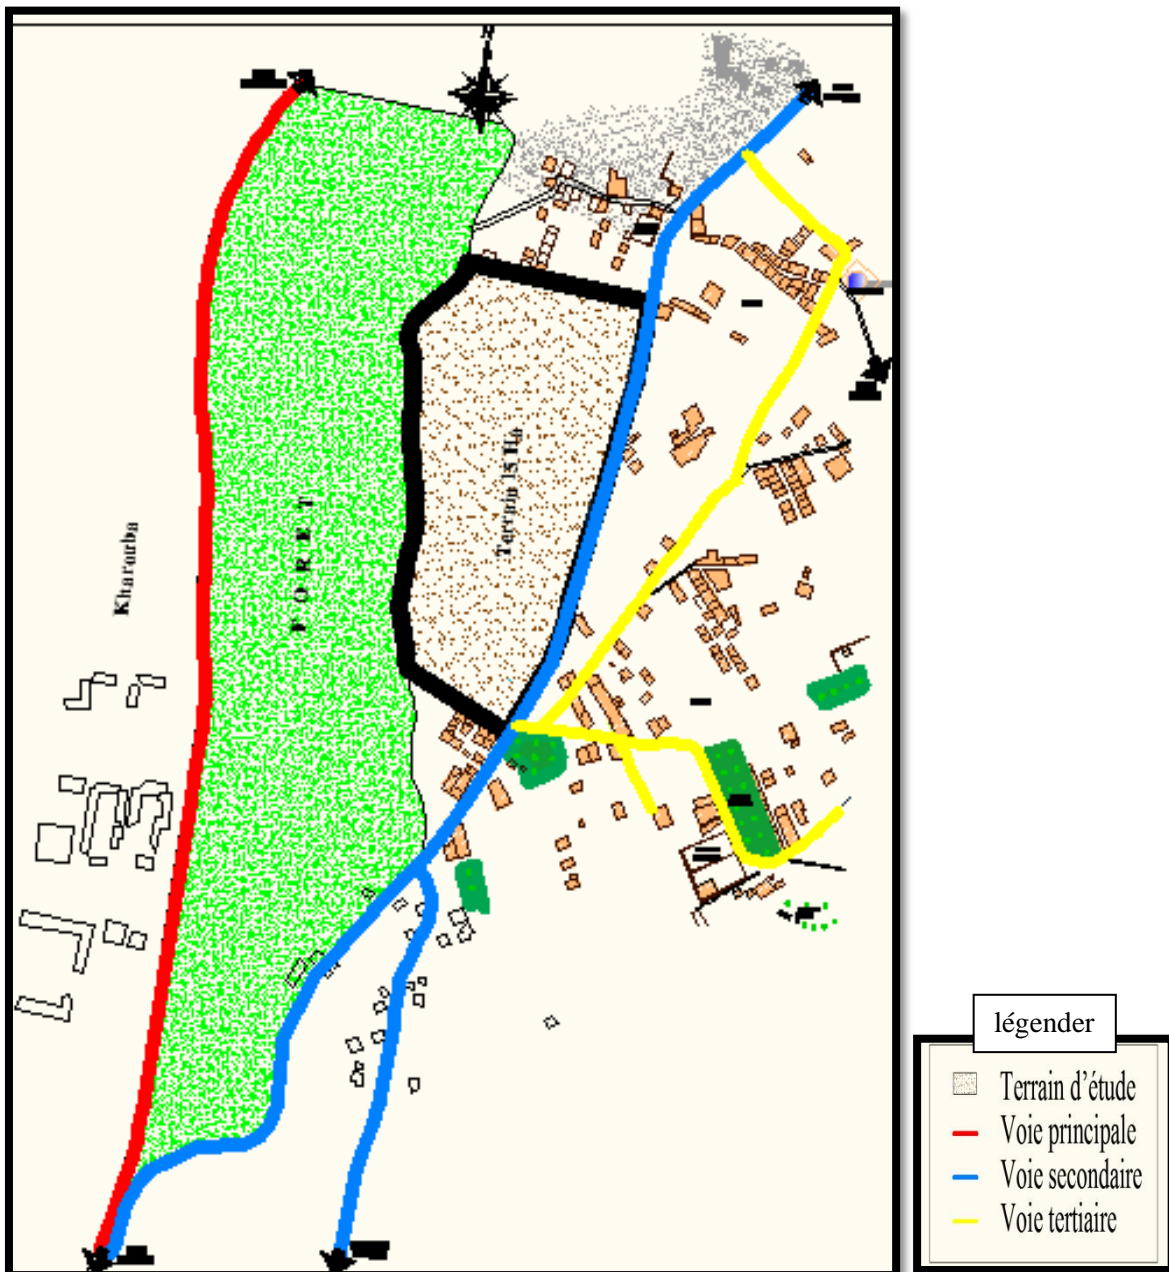 N
Terrain 15 Ha
FORET
Kharouba
légender
Terrain d'étude
Voie principale
Voie secondaire
Voie tertiaire